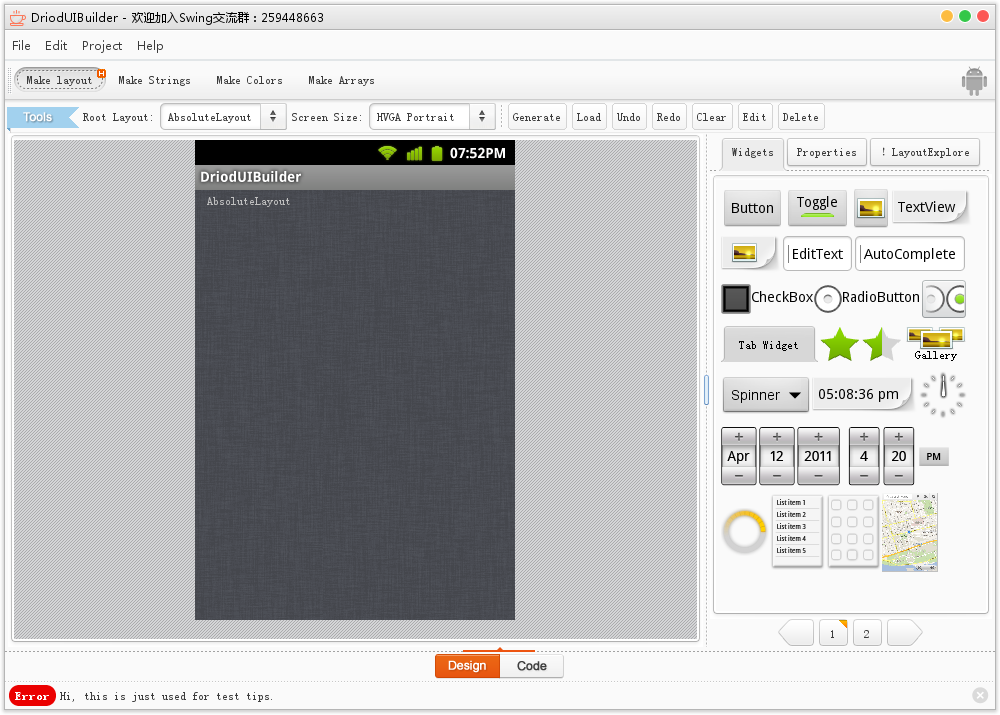 DriodUIBuilder - 欢迎加入Swing交流群：259448663
File Edit Project Help
Make layout H Make Strings Make Colors Make Arrays
Tools Root Layout: AbsoluteLayout Screen Size: HVGA Portrait Generate Load Undo Redo Clear Edit Delete
07:52PM
DriodUIBuilder
AbsoluteLayout
Widgets Properties ! LayoutExplore
Button Toggle TextView
EditText AutoComplete
CheckBox RadioButton
Tab Widget Gallery
Spinner 05:08:36 pm
+ + + + +
Apr 12 2011 4 20 PM
− − − − −
List item 1
List item 2
List item 3
List item 4
List item 5
1 2
Design Code
Error Hi, this is just used for test tips.